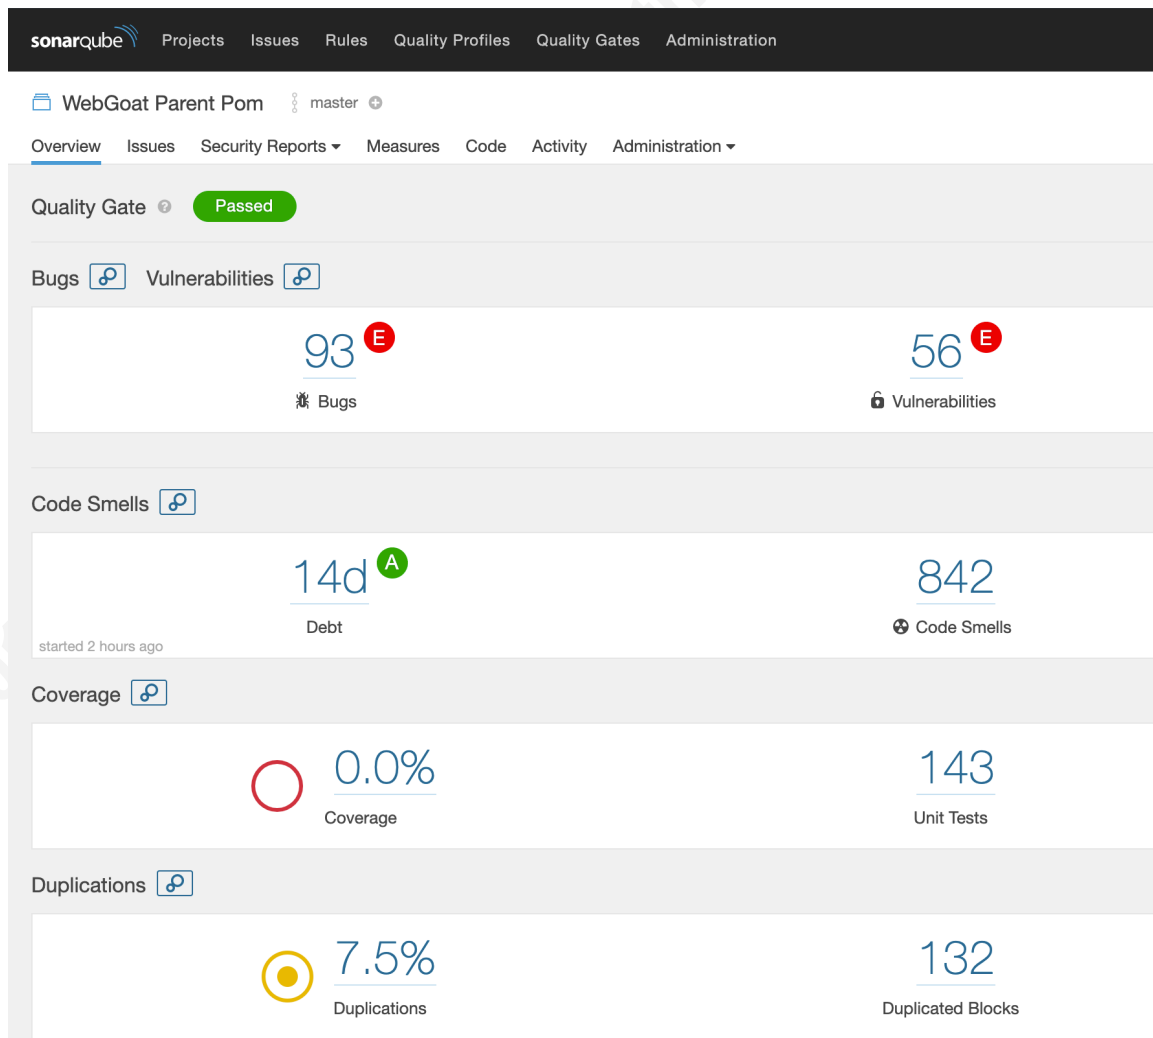 sonarqube Projects Issues Rules Quality Profiles Quality Gates Administration
WebGoat Parent Pom master
Overview Issues Security Reports Measures Code Activity Administration
Quality Gate ? Passed
Bugs Vulnerabilities
93 E 56 E
Bugs Vulnerabilities
Code Smells
14d A 842
Debt Code Smells
started 2 hours ago
Coverage
0.0% 143
Coverage Unit Tests
Duplications
7.5% 132
Duplications Duplicated Blocks